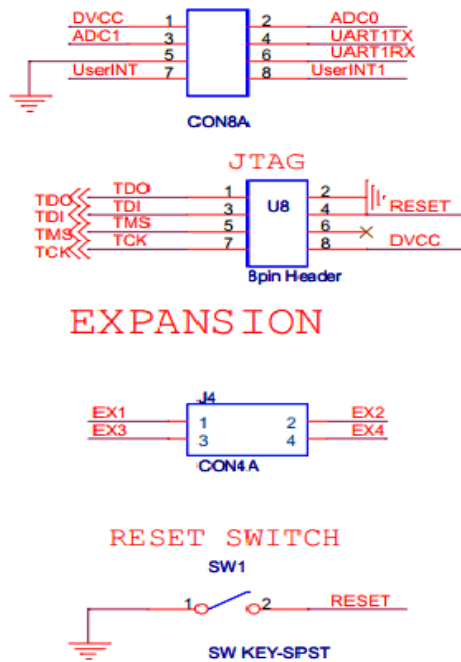 DVCC 1 2 ADC0
ADC1 3 4 UART1TX
5 6 UART1RX
UserINT 7 8 UserINT1
CON8A
JTAG
TDO TDO 1 2
TDI TDI 3 U8 4 RESET
TMS TMS 5 6
TCK TCK 7 8 DVCC
8pin Header
EXPANSION
J4
EX1 1 2 EX2
EX3 3 4 EX4
CON4A
RESET SWITCH
SW1
1 2 RESET
SW KEY-SPST